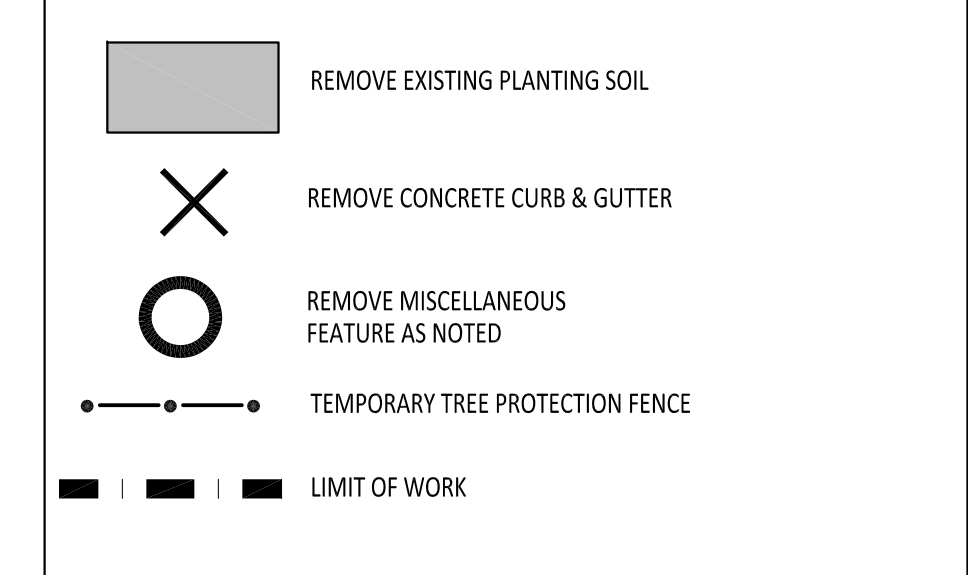 REMOVE EXISTING PLANTING SOIL
REMOVE CONCRETE CURB & GUTTER
REMOVE MISCELLANEOUS
FEATURE AS NOTED
TEMPORARY TREE PROTECTION FENCE
LIMIT OF WORK